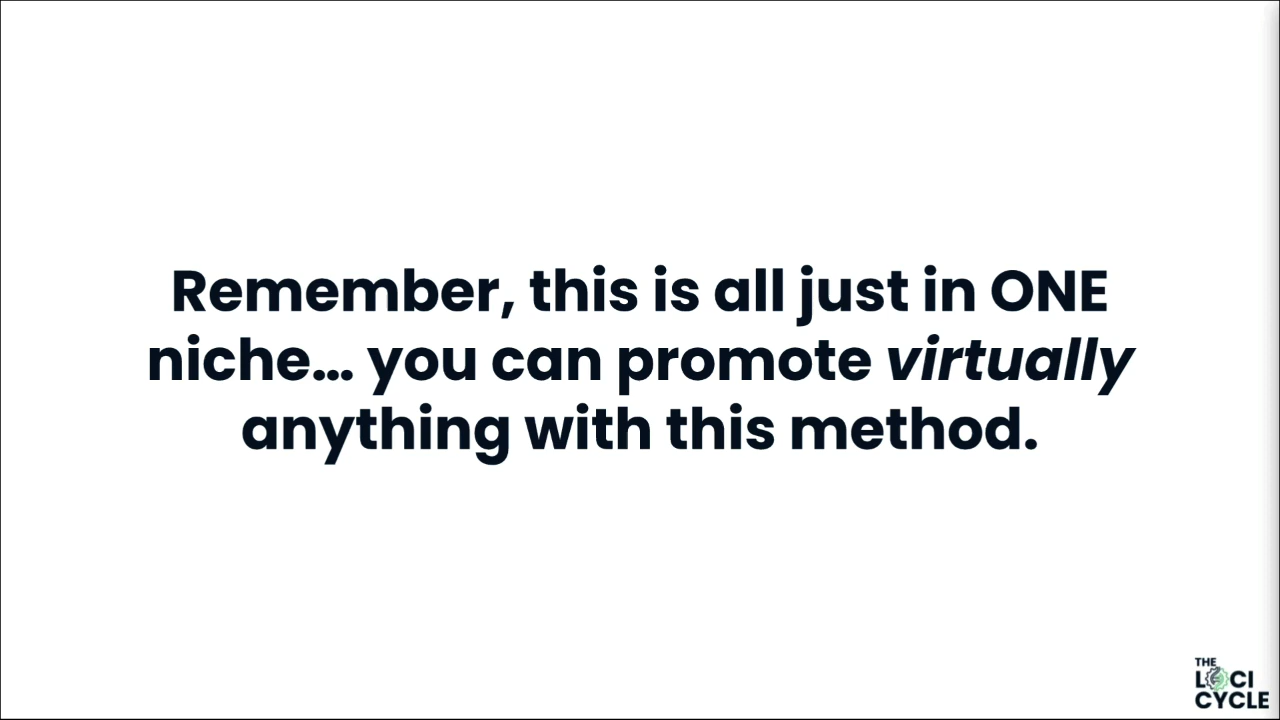 Remember, this is all just in ONE
niche... you can promote virtually
anything with this method.
THE
LOCI
CYCLE